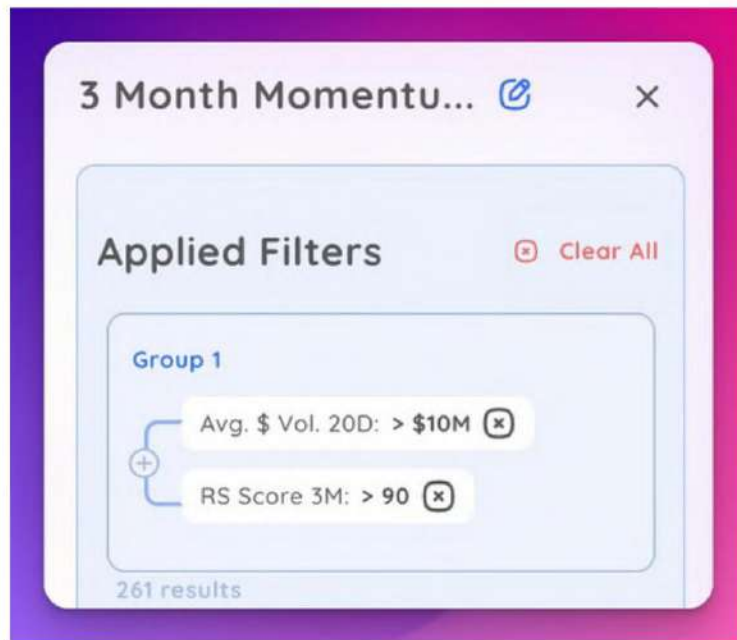 3 Month Momentu...
Applied Filters
Clear All
Group 1
Avg. $ Vol. 20D: > $10M
RS Score 3M: > 90
261 results